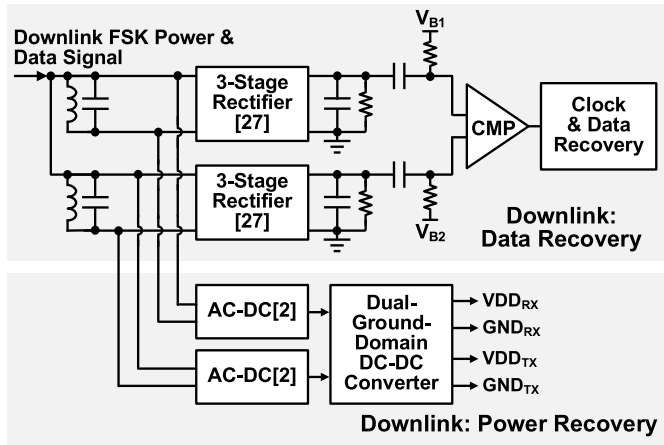 Downlink FSK Power &
Data Signal
V_B1
3-Stage
Rectifier
[27]
CMP
Clock
& Data
Recovery
3-Stage
Rectifier
[27]
V_B2
Downlink:
Data Recovery
AC-DC[2]
AC-DC[2]
Dual-
Ground-
Domain
DC-DC
Converter
VDD_RX
GND_RX
VDD_TX
GND_TX
Downlink: Power Recovery